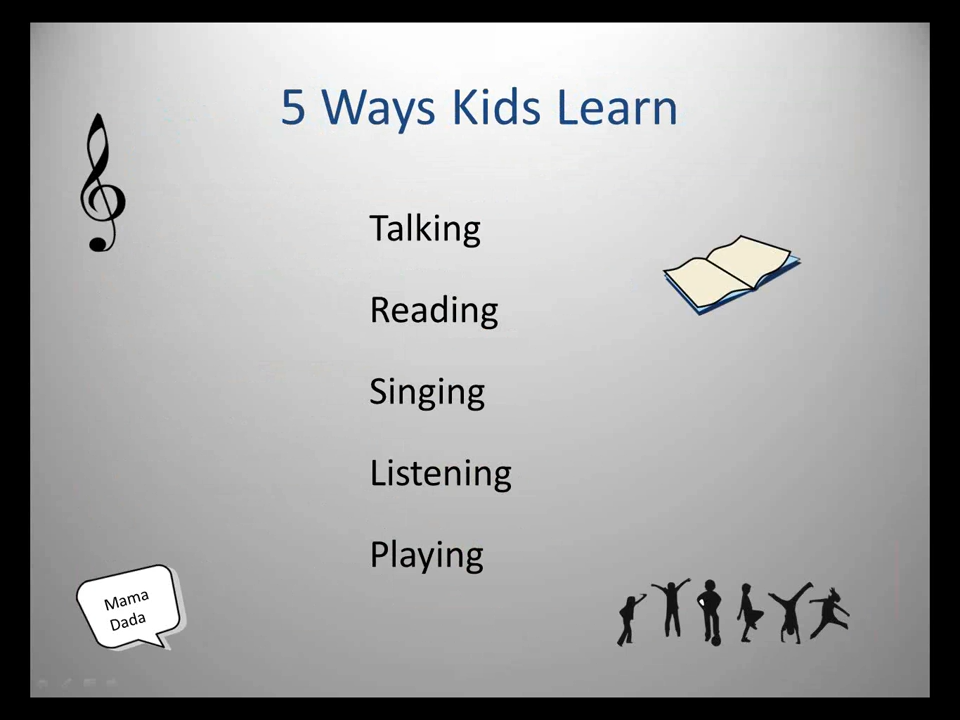 5 Ways Kids Learn
Talking
Reading
Singing
Listening
Playing
Mama
Dada